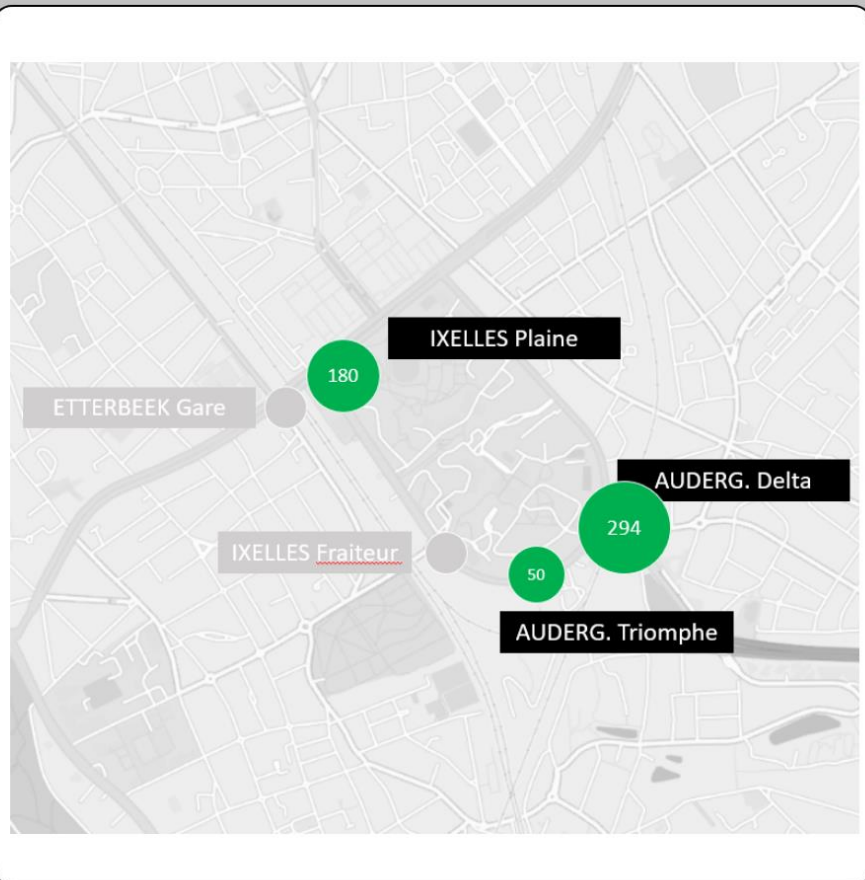 IXELLES Plaine
180
ETTERBEEK Gare
AUDERG. Delta
294
IXELLES Fraiteur
50
AUDERG. Triomphe